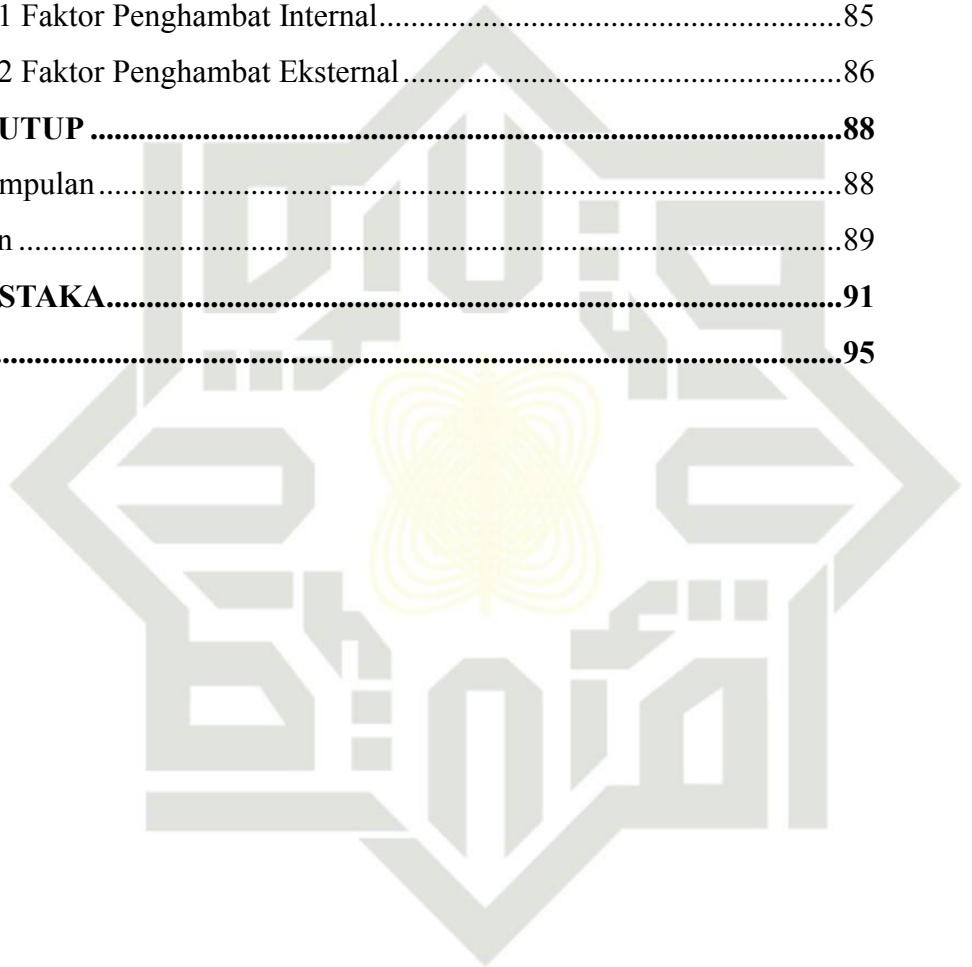 1 Faktor Penghambat Internal..........................................................85
2 Faktor Penghambat Eksternal.......................................................86
UTUP ...............................................................................................88
mpulan..............................................................................................88
n .......................................................................................................89
STAKA.............................................................................................91
..........................................................................................................95